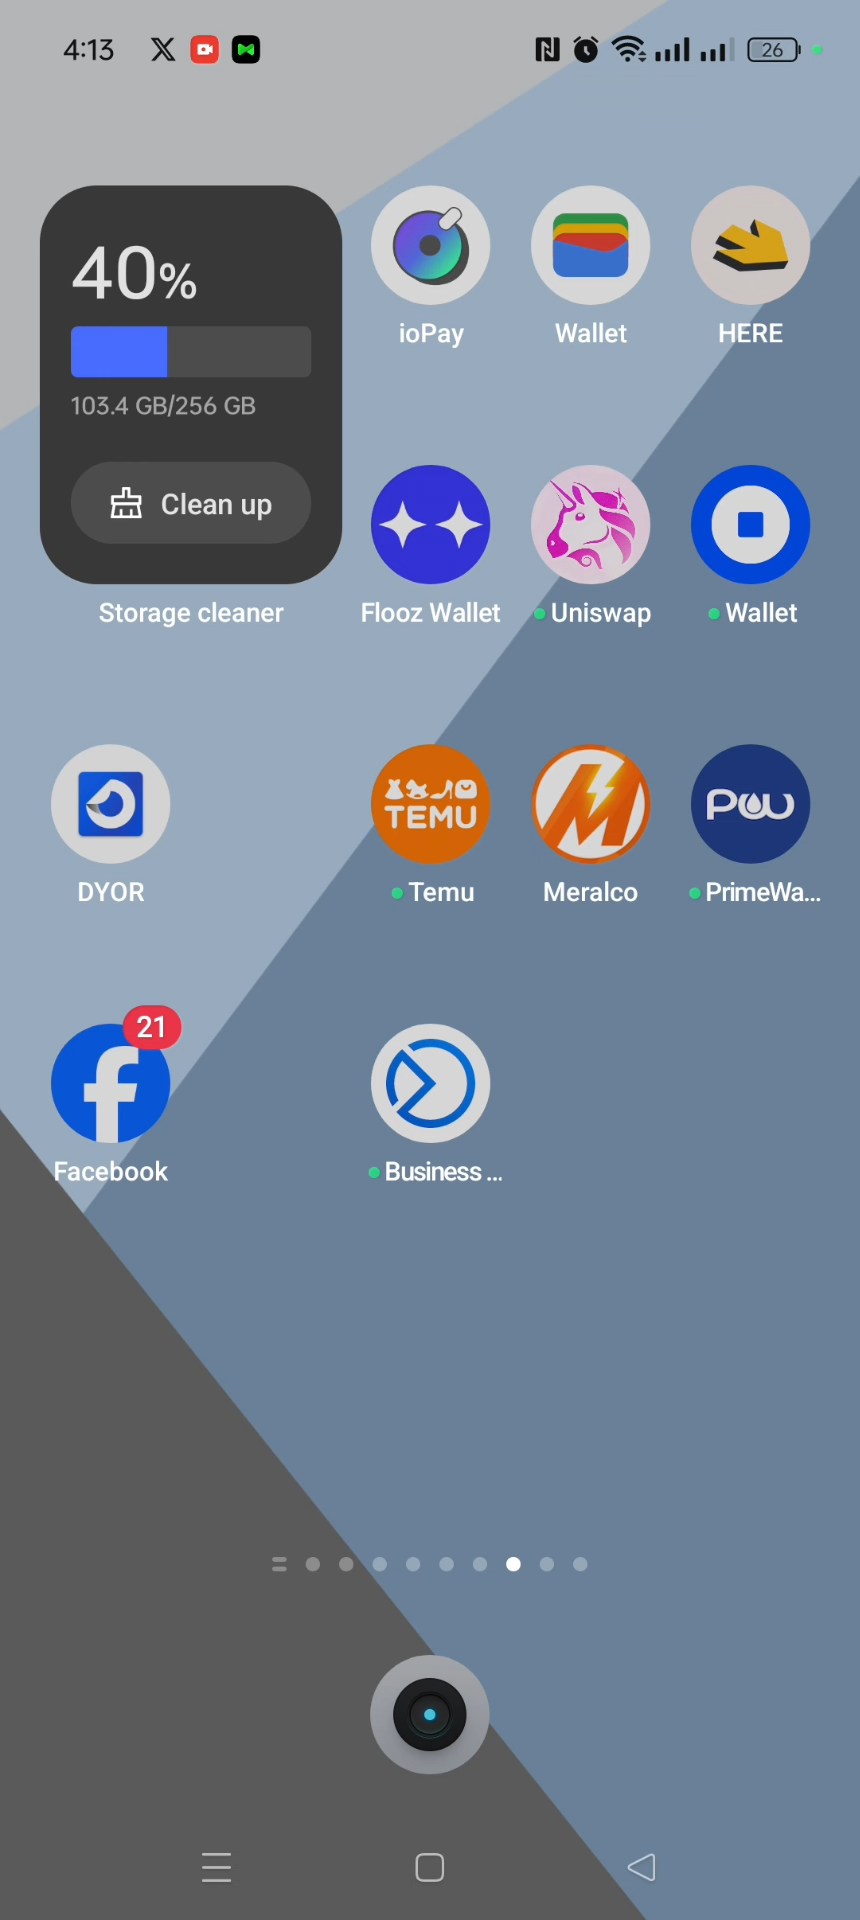 4:13
26
40%
103.4 GB/256 GB
Clean up
Storage cleaner
ioPay
Wallet
HERE
Flooz Wallet
Uniswap
Wallet
DYOR
TEMU
Temu
Meralco
PrimeWa...
21
Facebook
Business ...